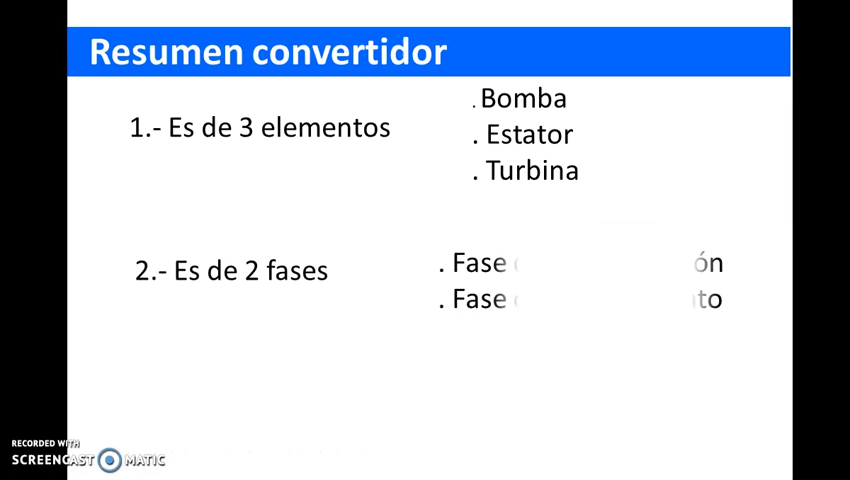 Resumen convertidor
1.- Es de 3 elementos
. Bomba
. Estator
. Turbina
2.- Es de 2 fases
. Fase
. Fase
RECORDED WITH
SCREENCAST MATIC